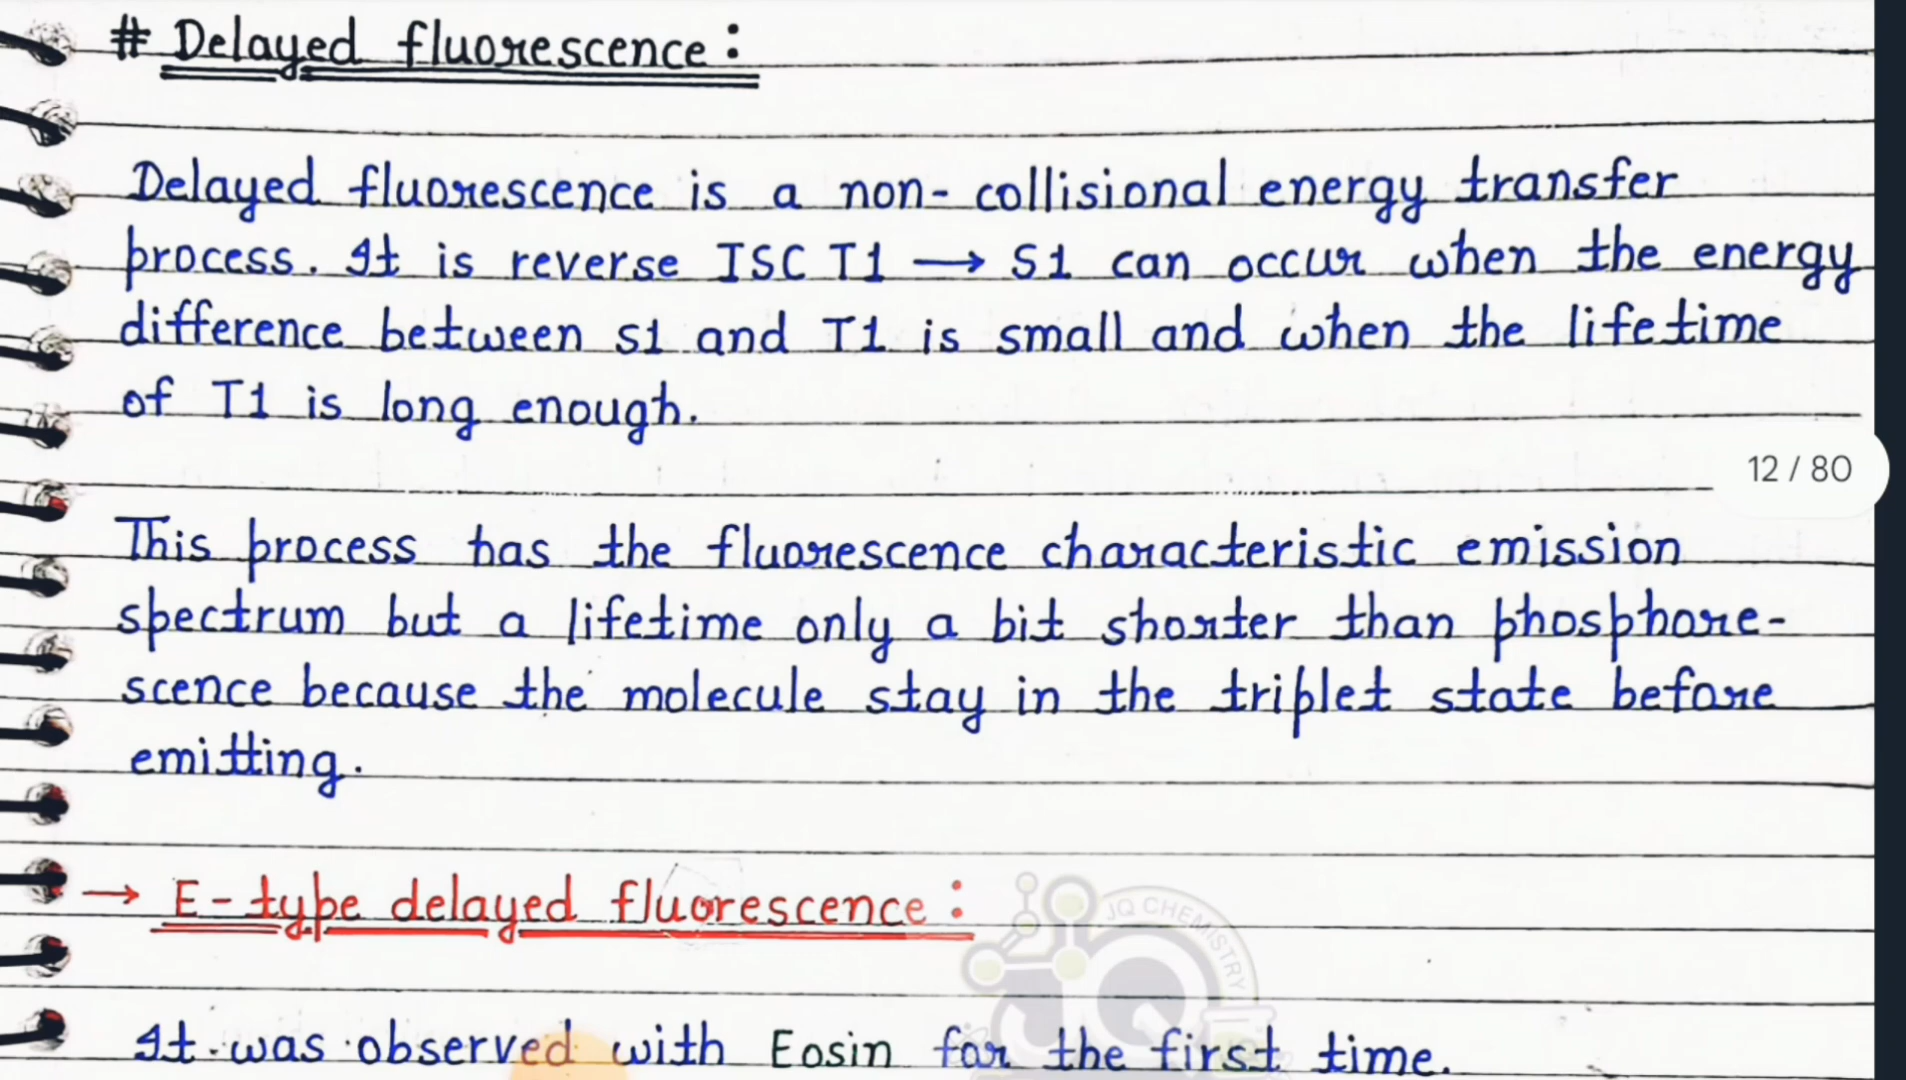 # Delayed fluorescence:
Delayed fluorescence is a non-collisional energy transfer
process. It is reverse ISC T1 → S1 can occur when the energy
difference between S1 and T1 is small and when the lifetime
of T1 is long enough.
12 / 80
This process has the fluorescence characteristic emission
spectrum but a lifetime only a bit shorter than phosphore-
scence because the molecule stay in the triplet state before
emitting.
→ E-type delayed fluorescence:
JQ CHEMISTRY
It was observed with Eosin for the first time.